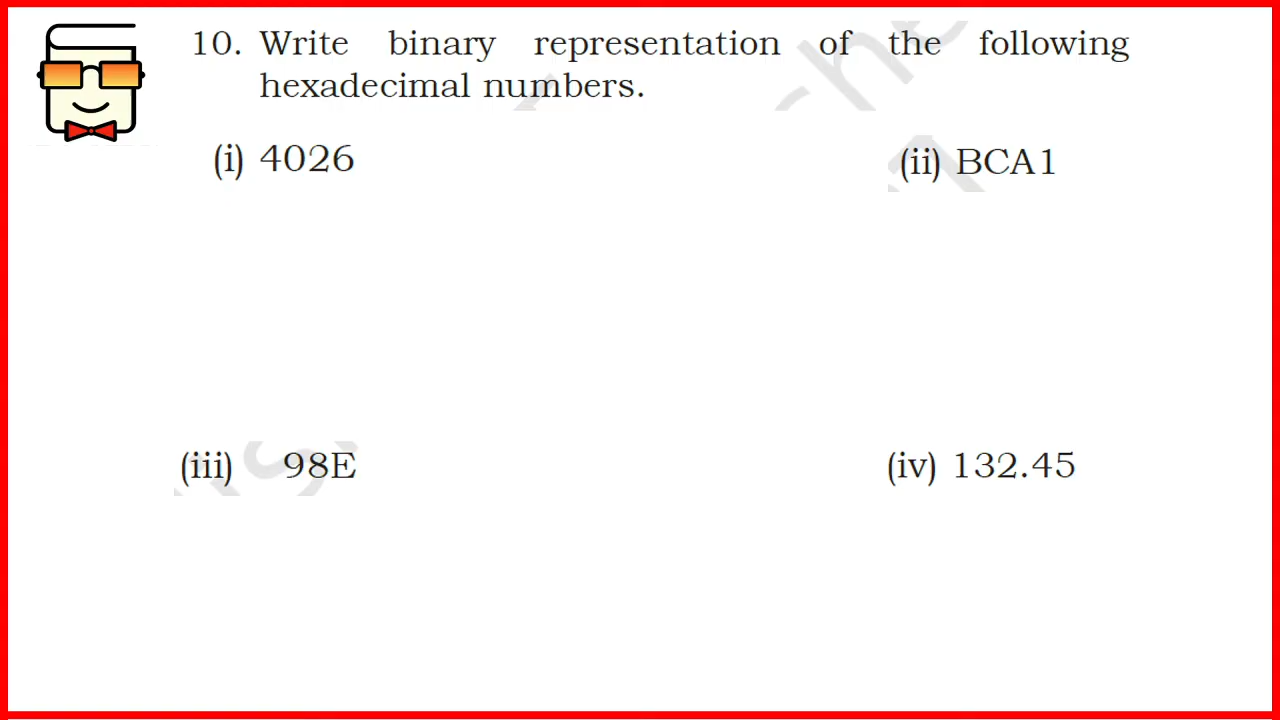 10. Write binary representation of the following
hexadecimal numbers.
(i) 4026
(ii) BCA1
(iii) 98E
(iv) 132.45